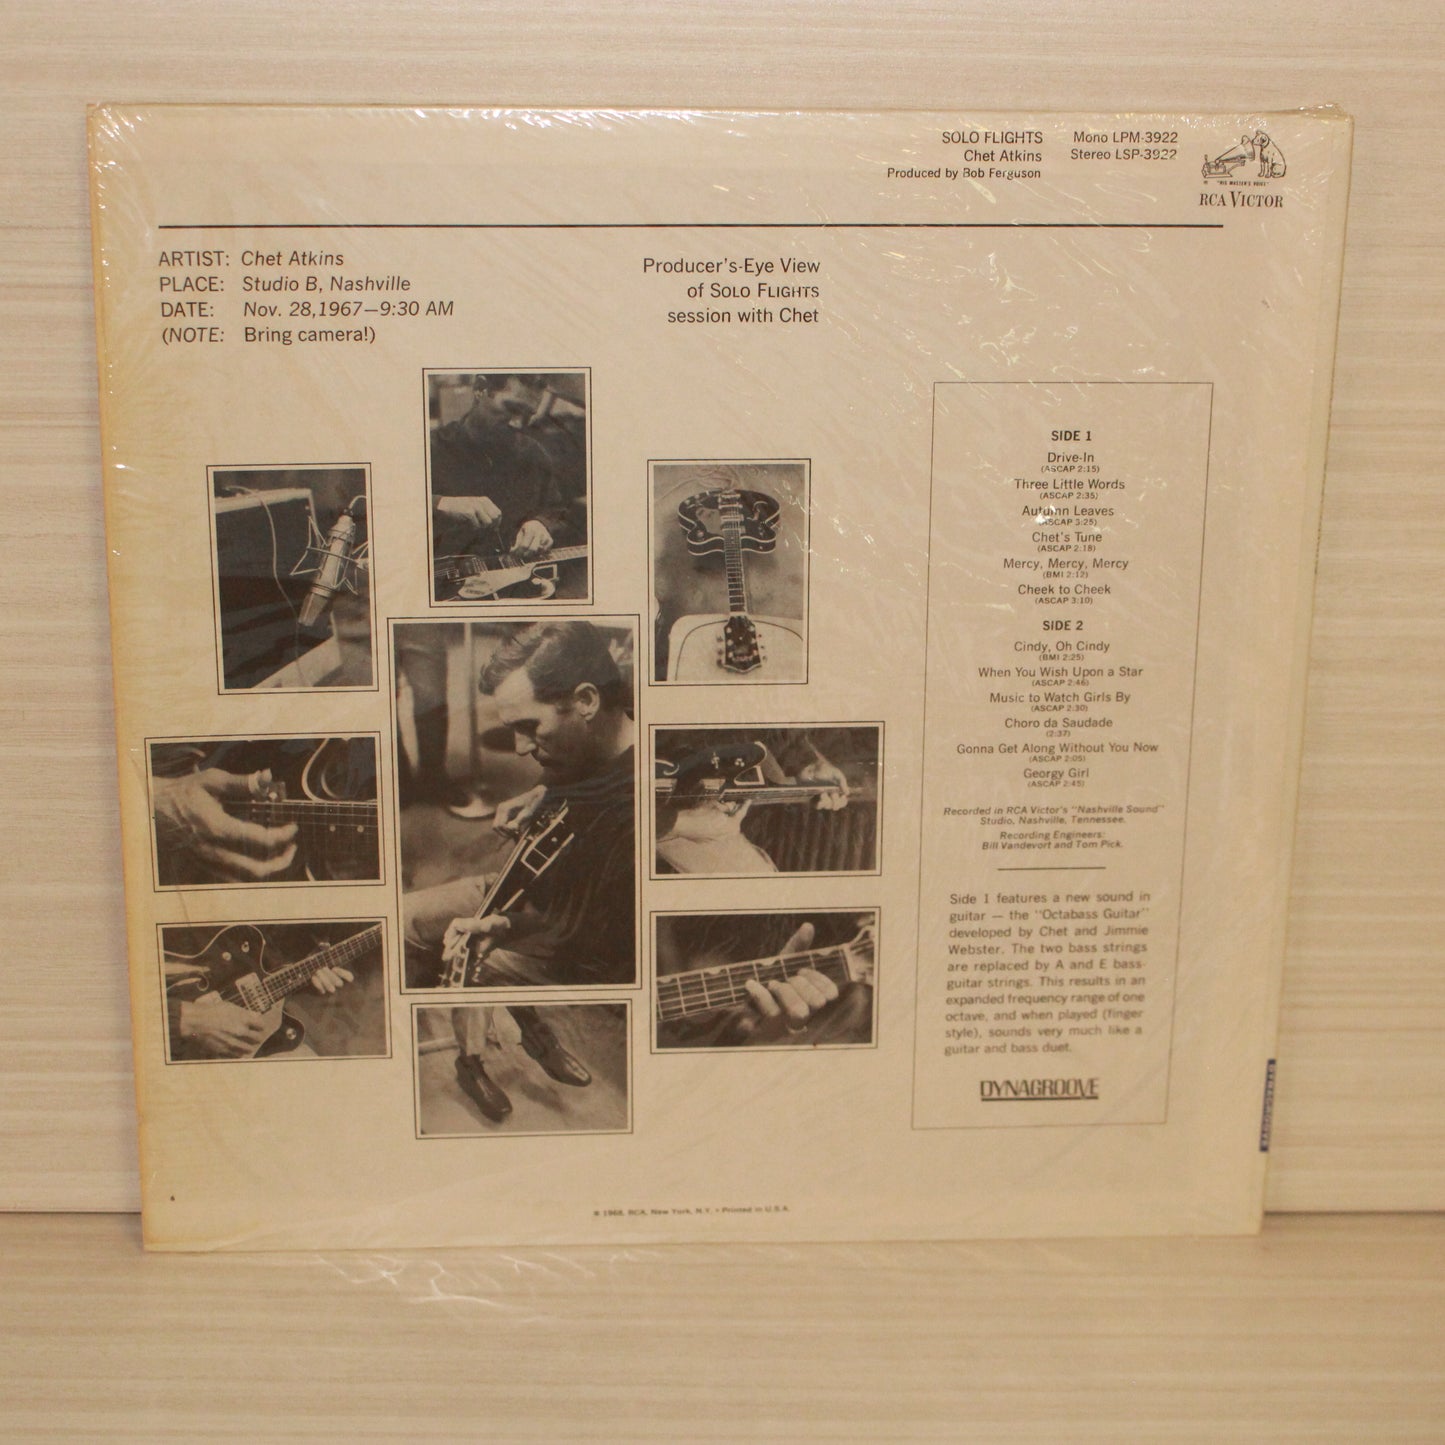 SOLO FLIGHTS
Chet Atkins
Produced by Bob Ferguson
Mono LPM-3922
Stereo LSP-3922
"HIS MASTER'S VOICE"
RCA VICTOR
ARTIST: Chet Atkins
PLACE: Studio B, Nashville
DATE: Nov. 28,1967—9:30 AM
(NOTE: Bring camera!)
Producer's-Eye View
of SOLO FLIGHTS
session with Chet
SIDE 1
Drive-In
(ASCAP 2:15)
Three Little Words
(ASCAP 2:35)
Autumn Leaves
(ASCAP 3:25)
Chet's Tune
(ASCAP 2:18)
Mercy, Mercy, Mercy
(BMI 2:12)
Cheek to Cheek
(ASCAP 3:10)
SIDE 2
Cindy, Oh Cindy
(BMI 2:25)
When You Wish Upon a Star
(ASCAP 2:46)
Music to Watch Girls By
(ASCAP 2:30)
Choro da Saudade
(2:37)
Gonna Get Along Without You Now
(ASCAP 2:05)
Georgy Girl
(ASCAP 2:45)
Recorded in RCA Victor's "Nashville Sound"
Studio, Nashville, Tennessee.
Recording Engineers:
Bill Vandevort and Tom Pick.
Side 1 features a new sound in
guitar — the "Octabass Guitar"
developed by Chet and Jimmie
Webster. The two bass strings
are replaced by A and E bass-
guitar strings. This results in an
expanded frequency range of one
octave, and when played (finger
style), sounds very much like a
guitar and bass duet.
DYNAGROOVE
© 1968, RCA, New York, N.Y. • Printed in U.S.A.